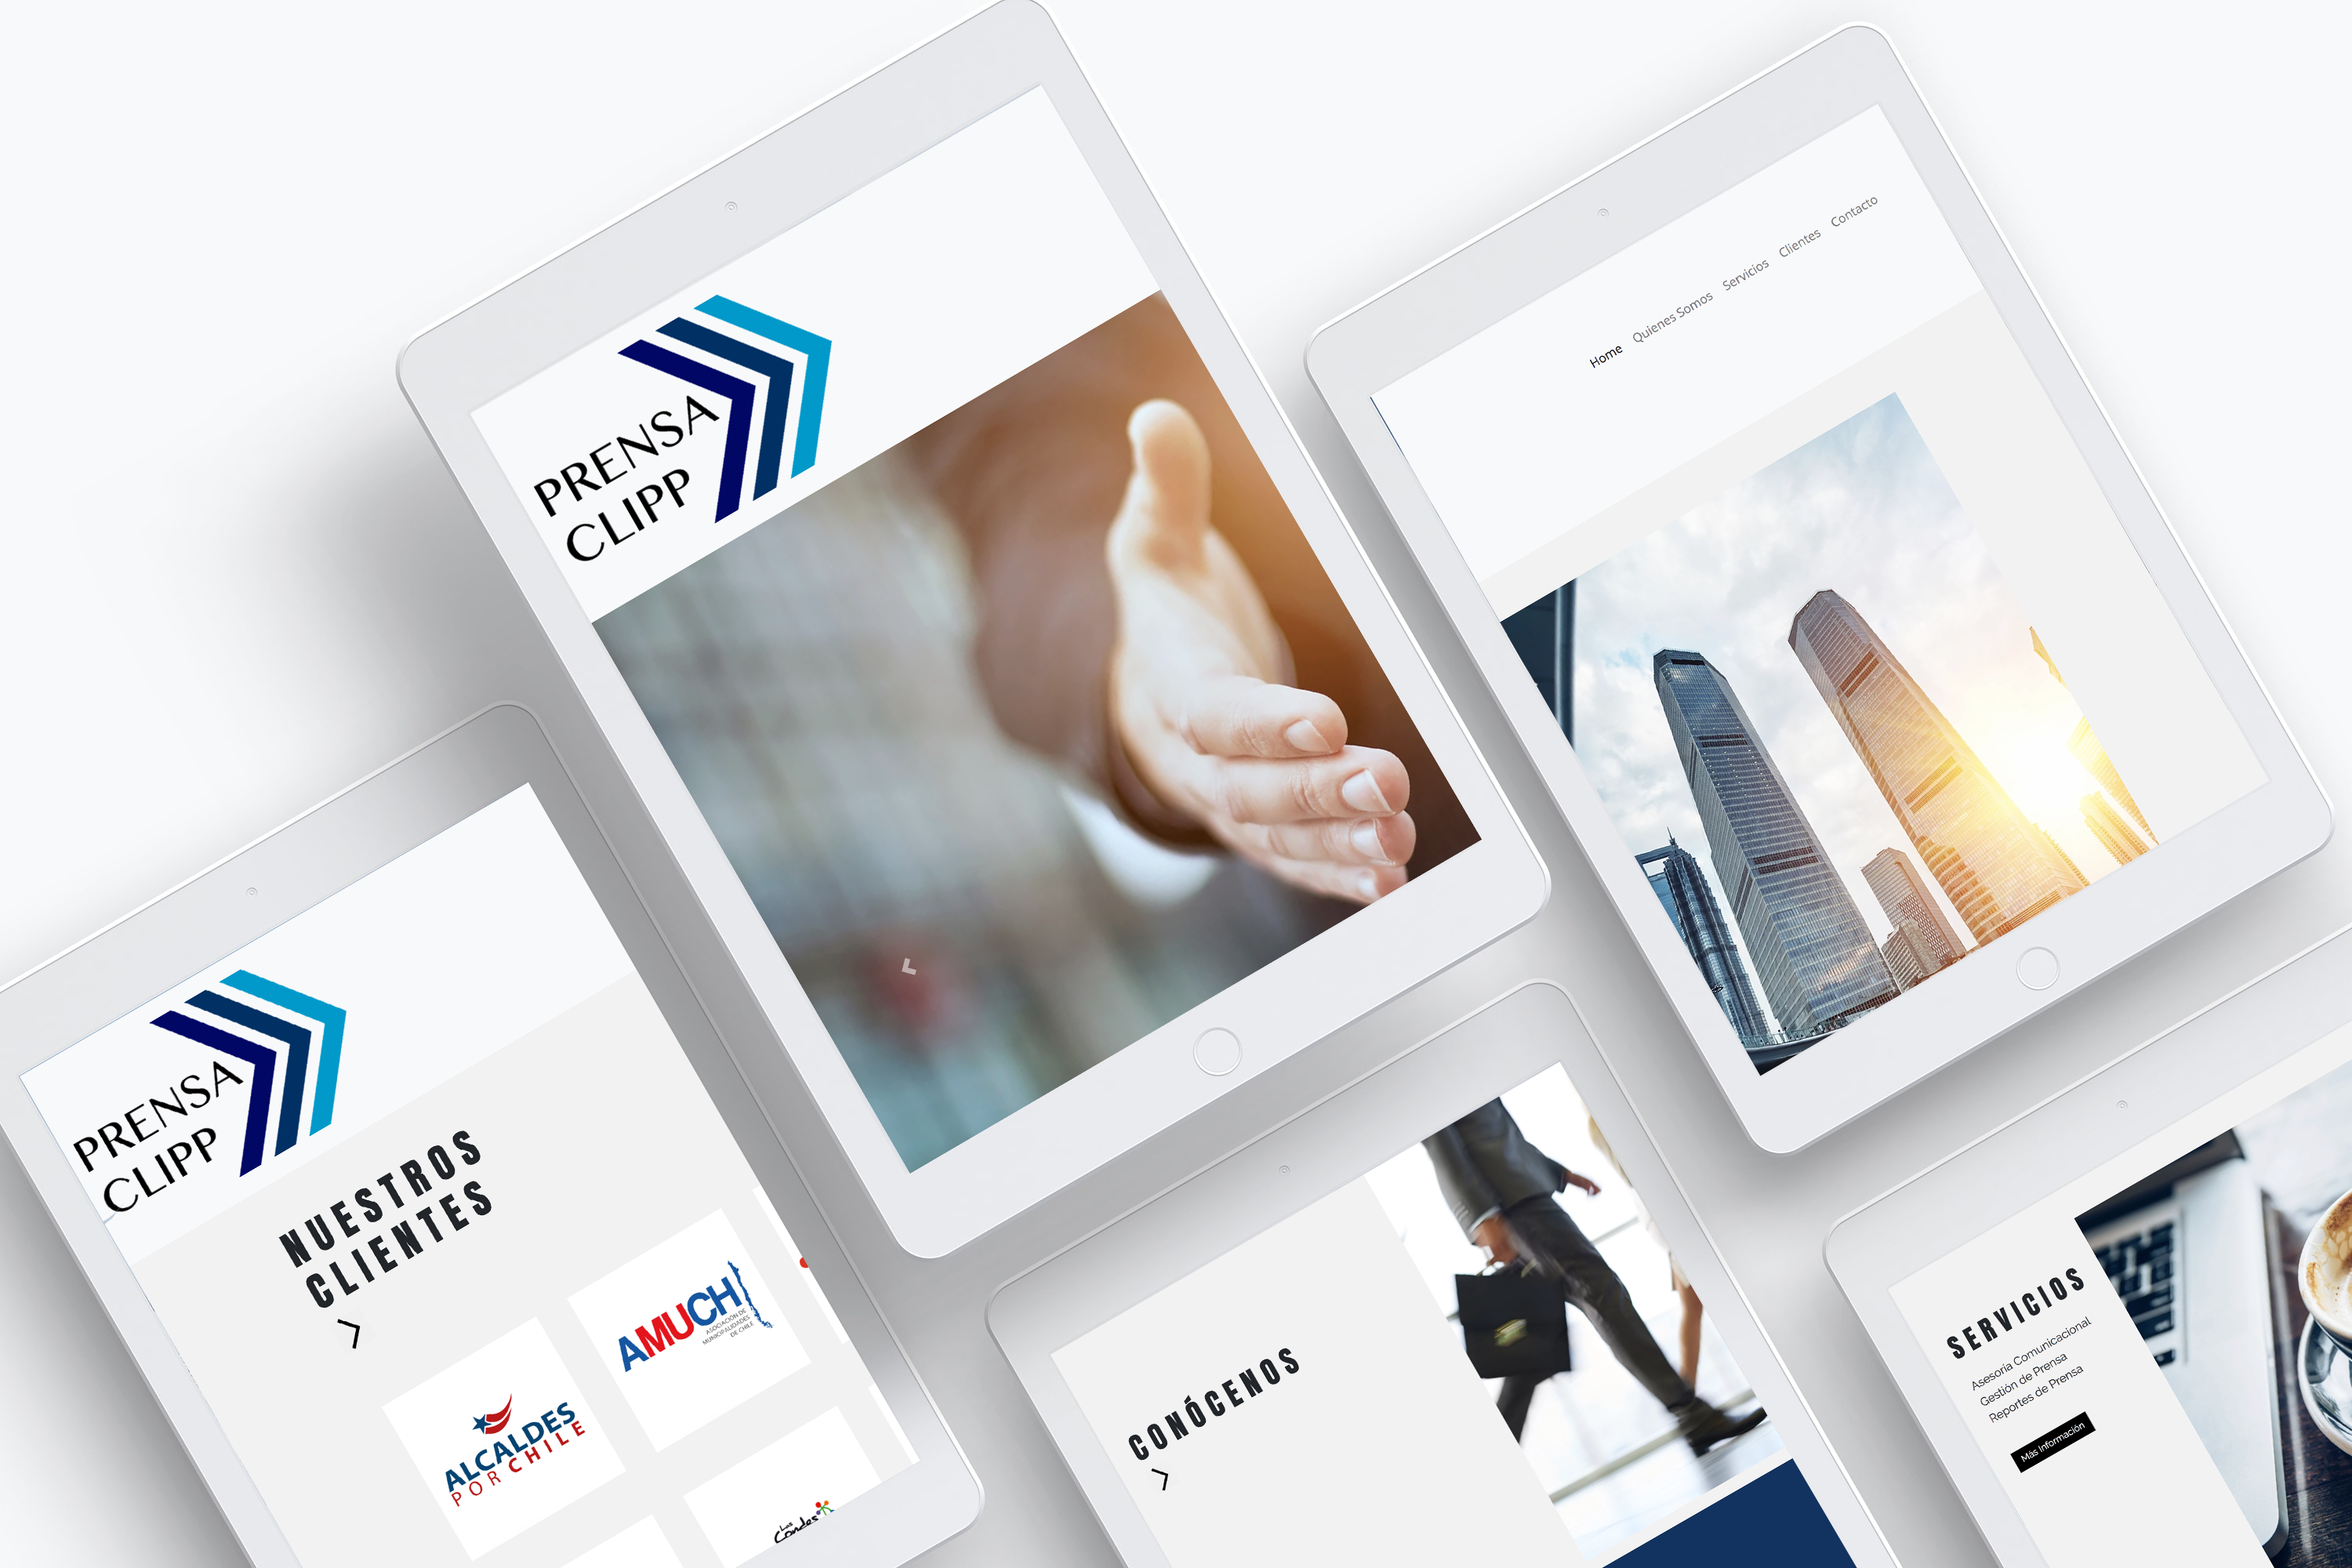 PRENSA
CLIPP
Home Quienes Somos Servicios Clientes Contacto
PRENSA
CLIPP
NUESTROS
CLIENTES
AMUCH
ASOCIACIÓN DE
MUNICIPALIDADES
DE CHILE
ALCALDES
POR CHILE
Las
Condes
CONÓCENOS
SERVICIOS
Asesoría Comunicacional
Gestión de Prensa
Reportes de Prensa
Más Información